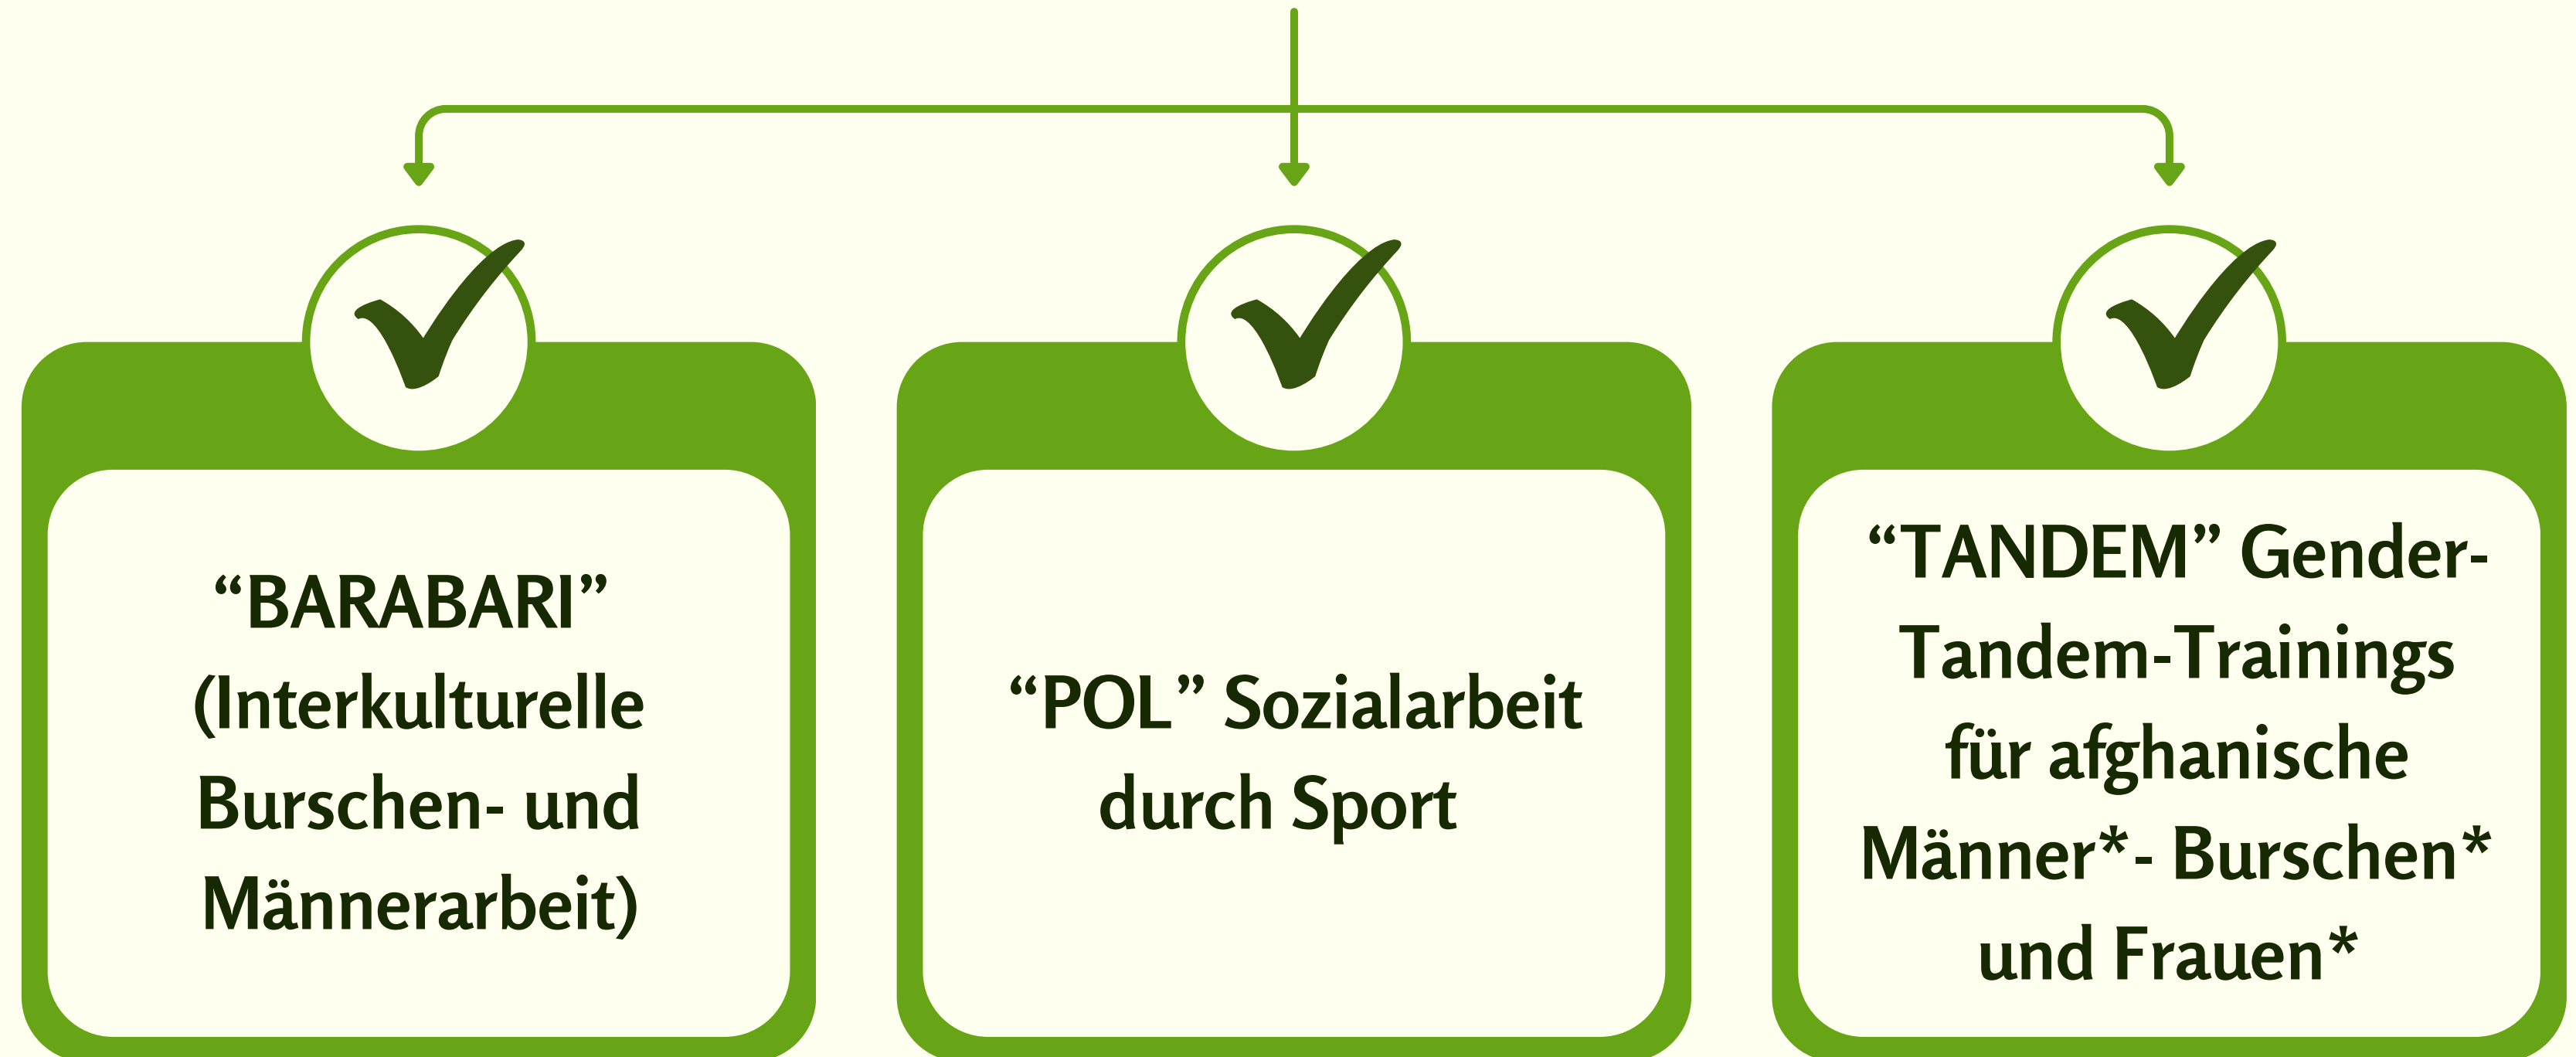 “BARABARI”
(Interkulturelle
Burschen- und
Männerarbeit)
“POL” Sozialarbeit
durch Sport
“TANDEM” Gender-
Tandem-Trainings
für afghanische
Männer*- Burschen*
und Frauen*